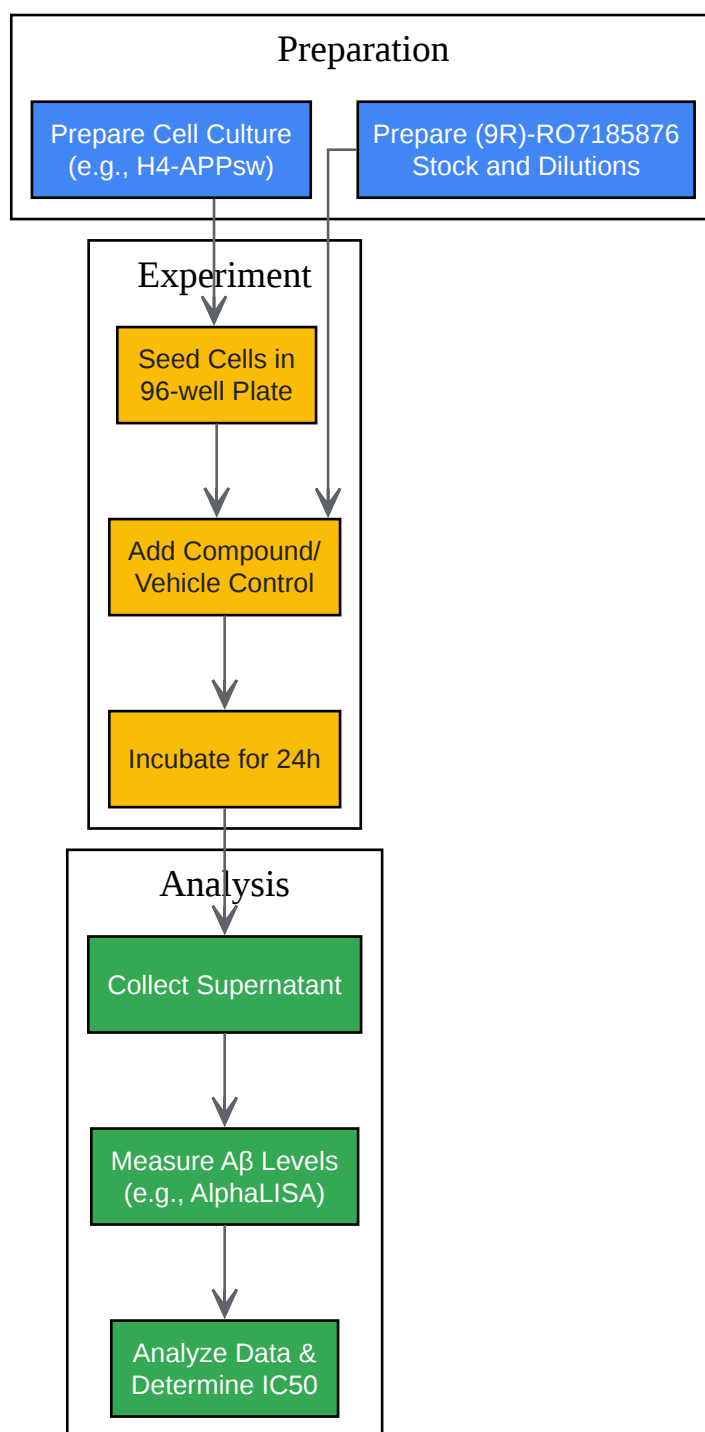 Preparation
Prepare Cell Culture
(e.g., H4-APPsw)
Prepare (9R)-RO7185876
Stock and Dilutions
Experiment
Seed Cells in
96-well Plate
Add Compound/
Vehicle Control
Incubate for 24h
Analysis
Collect Supernatant
Measure Aβ Levels
(e.g., AlphaLISA)
Analyze Data &
Determine IC50